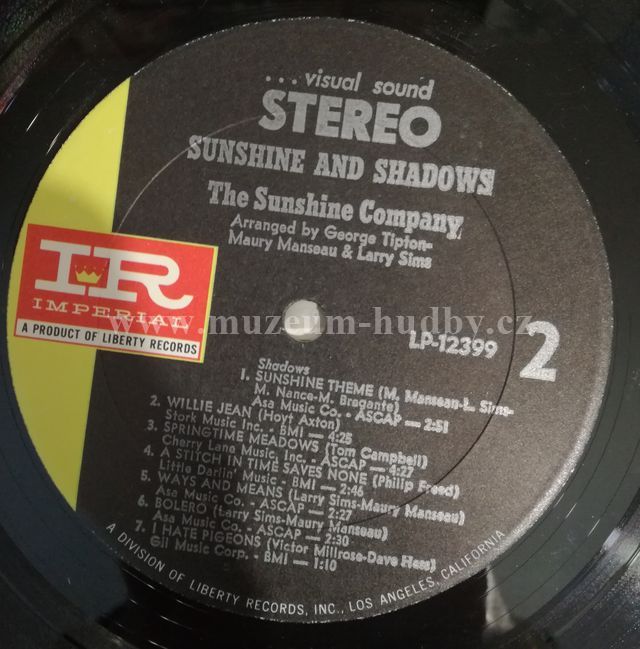 ...visual sound
STEREO
SUNSHINE AND SHADOWS
The Sunshine Company
Arranged by George Tipton-
Maury Manseau & Larry Sims
IR
IMPERIAL
A PRODUCT OF LIBERTY RECORDS
www.muzeum-hudby.cz
LP-12399
2
Shadows
1. SUNSHINE THEME (M. Manseau-L. Sims-
M. Nance-M. Bregante)
Asa Music Co. • ASCAP — 2:51
2. WILLIE JEAN (Hoyt Axton)
Stork Music Inc. • BMI — 4:25
3. SPRINGTIME MEADOWS (Tom Campbell)
Cherry Lane Music, Inc. • ASCAP — 4:27
4. A STITCH IN TIME SAVES NONE (Philip Freed)
Little Darlin' Music - BMI — 2:46
5. WAYS AND MEANS (Larry Sims-Maury Manseau)
Asa Music Co. • ASCAP — 2:27
6. BOLERO (Larry Sims-Maury Manseau)
Asa Music Co. • ASCAP — 2:30
7. I HATE PIGEONS (Victor Millrose-Dave Hess)
Gil Music Corp. • BMI — 1:10
A DIVISION OF LIBERTY RECORDS, INC., LOS ANGELES, CALIFORNIA